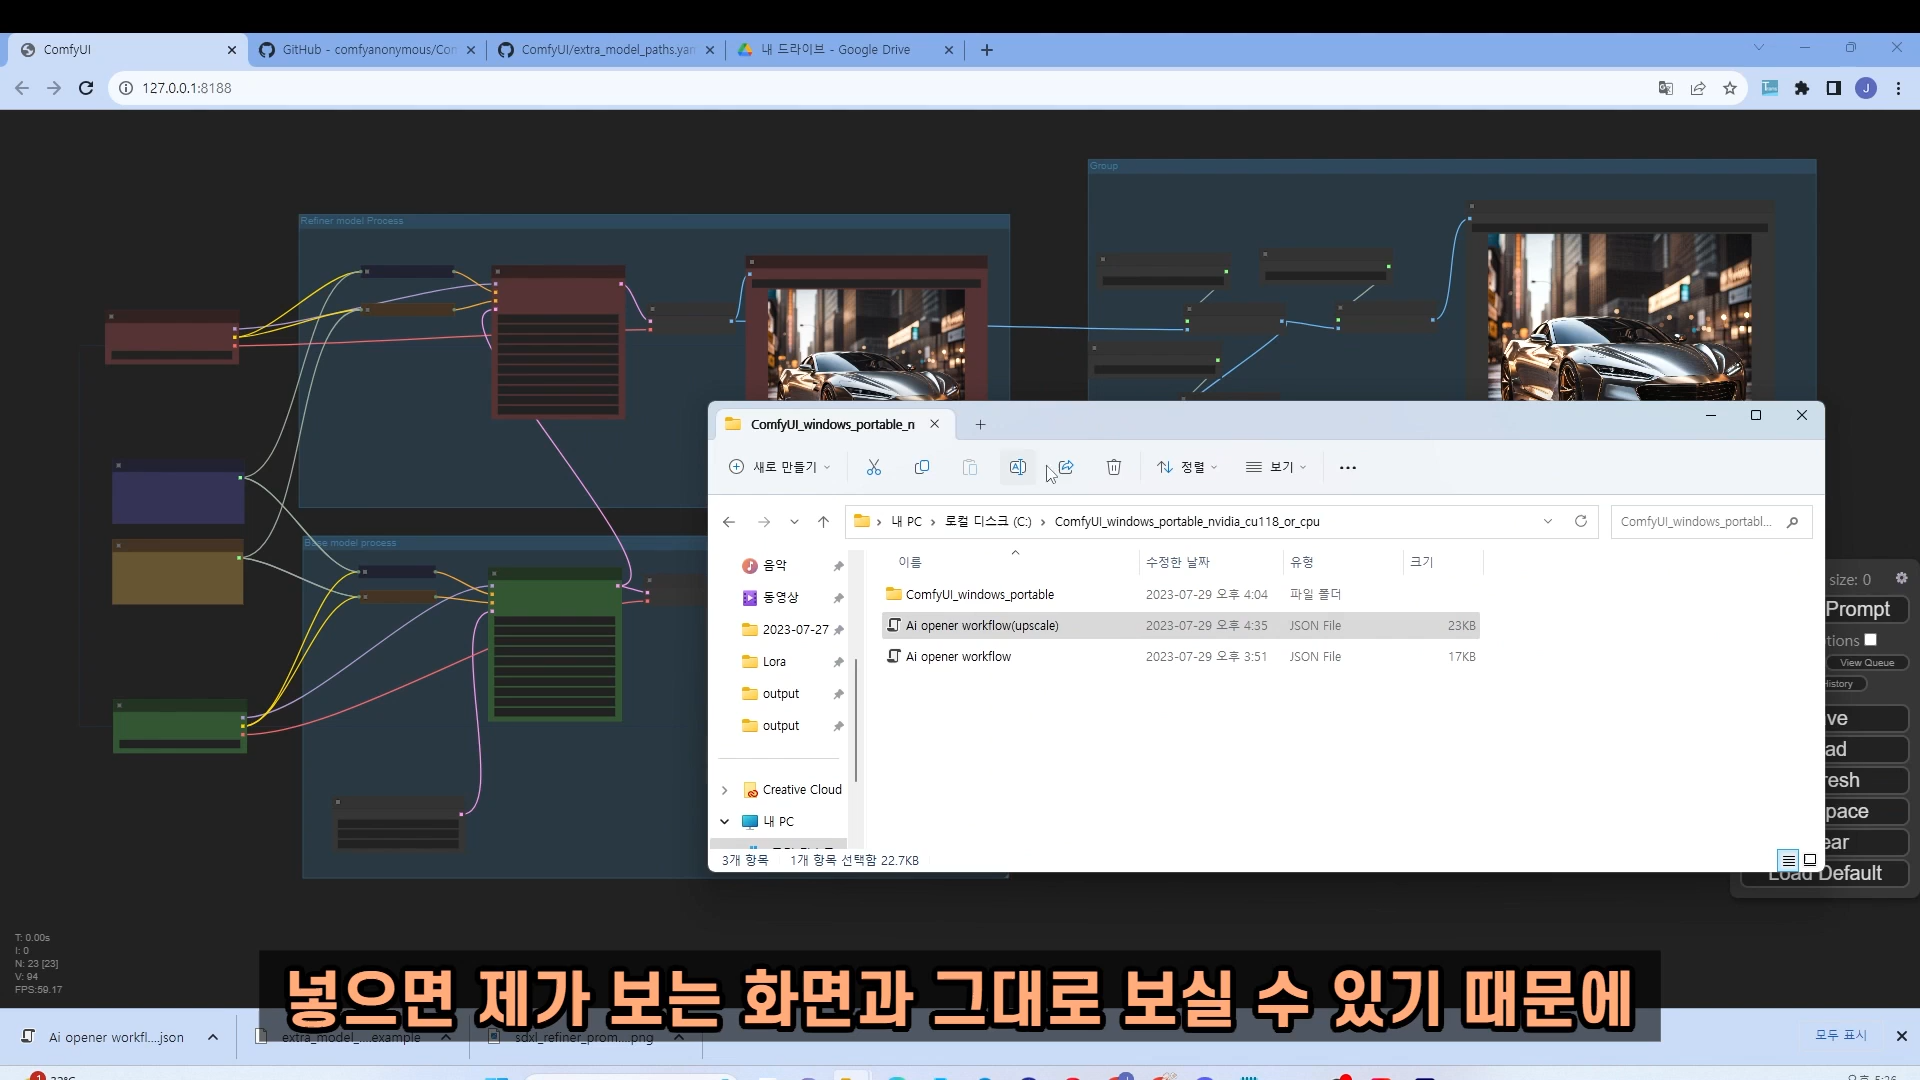 ComfyUI
GitHub - comfyanonymous/Con
ComfyUI/extra_model_paths.yan
내 드라이브 - Google Drive
127.0.0.1:8188
J
Group
Refiner model Process
Base model process
ComfyUI_windows_portable_n
새로 만들기
정렬
보기
내 PC
로컬 디스크 (C:)
ComfyUI_windows_portable_nvidia_cu118_or_cpu
ComfyUI_windows_portabl...
이름
수정한 날짜
유형
크기
ComfyUI_windows_portable 2023-07-29 오후 4:04 파일 폴더
Ai opener workflow(upscale) 2023-07-29 오후 4:35 JSON File 23KB
Ai opener workflow 2023-07-29 오후 3:51 JSON File 17KB
음악
동영상
2023-07-27
Lora
output
output
Creative Cloud
내 PC
3개 항목
1개 항목 선택함 22.7KB
size: 0
Prompt
tions
View Queue
History
ve
ad
resh
pace
ear
Load Default
T: 0.00s
I: 0
N: 23 [23]
V: 94
FPS:59.17
넣으면 제가 보는 화면과 그대로 보실 수 있기 때문에
Ai opener workfl....json
extra_model_....example
sdxl_refiner_prom....png
모두 표시